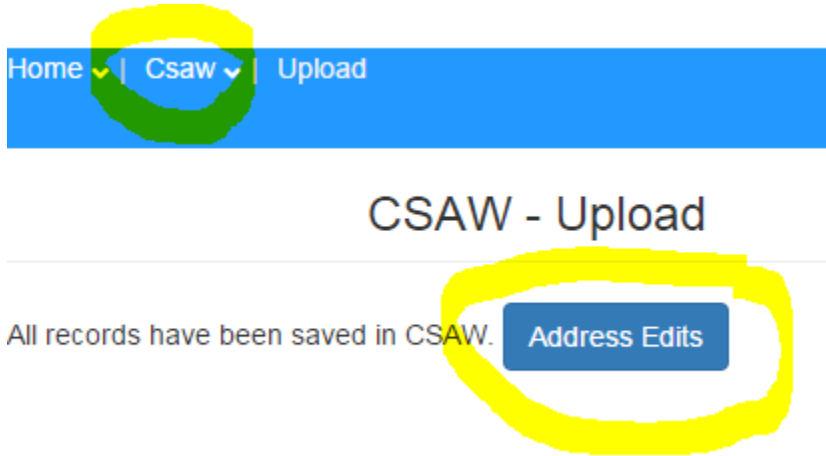 Home | Csaw | Upload
CSAW - Upload
All records have been saved in CSAW. Address Edits